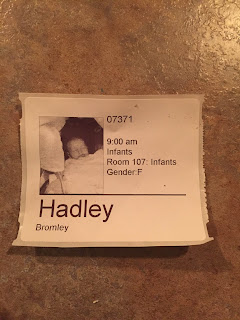 07371
9:00 am
Infants
Room 107: Infants
Gender:F
Hadley
Bromley